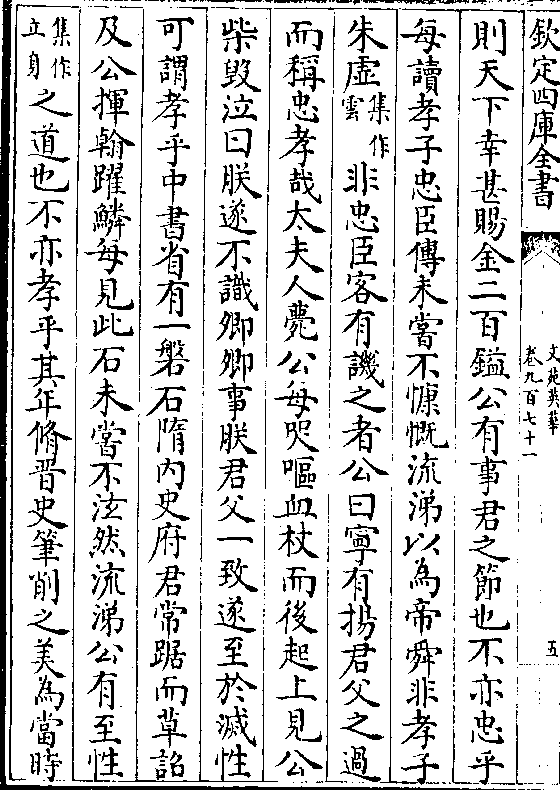 欽定四庫全書
文苑英華
卷九百七十一
五
則天下幸甚賜金二百鎰公有事君之節也不亦忠乎
每讀孝子忠臣傳未嘗不慷慨流涕以為帝舜非孝子
朱虛集作雲非忠臣客有譏之者公曰寧有揚君父之過
而稱忠孝哉太夫人薨公每哭嘔血杖而後起上見公
柴毀泣曰朕遂不識卿卿事朕君父一致遂至於滅性
可謂孝乎中書省有一磐石隋内史府君常踞而草詔
及公揮翰躍鱗每見此石未嘗不泫然流涕公有至性
集作立身之道也不亦孝乎其年脩晋史筆削之美為當時